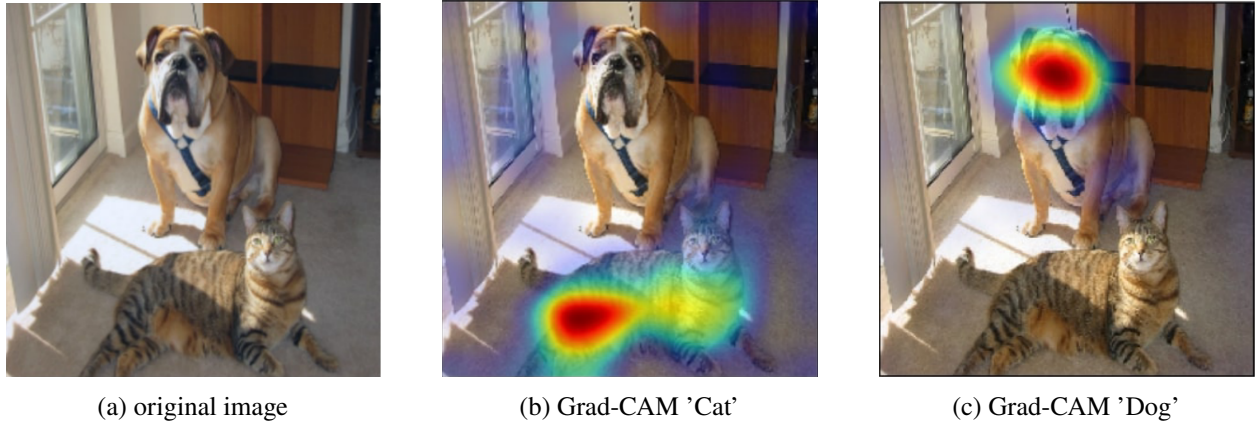 (a) original image
(b) Grad-CAM ’Cat’
(c) Grad-CAM ’Dog’